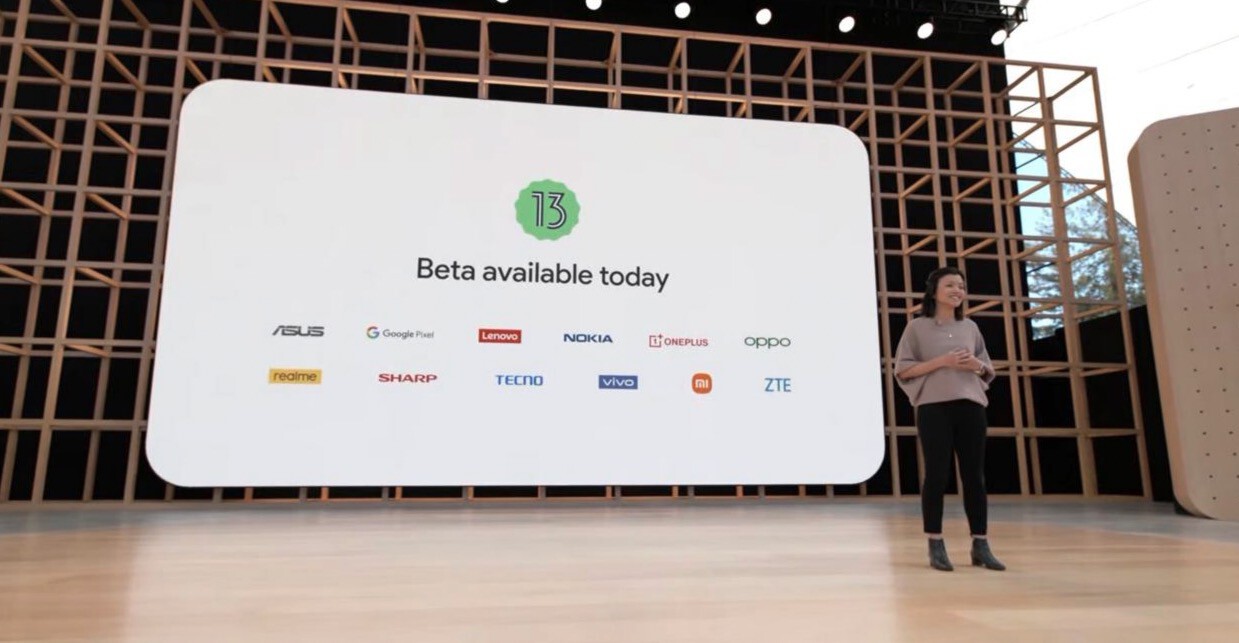 13
Beta available today
ASUS Google Pixel Lenovo NOKIA ONEPLUS oppo
realme SHARP TECNO vivo mi ZTE